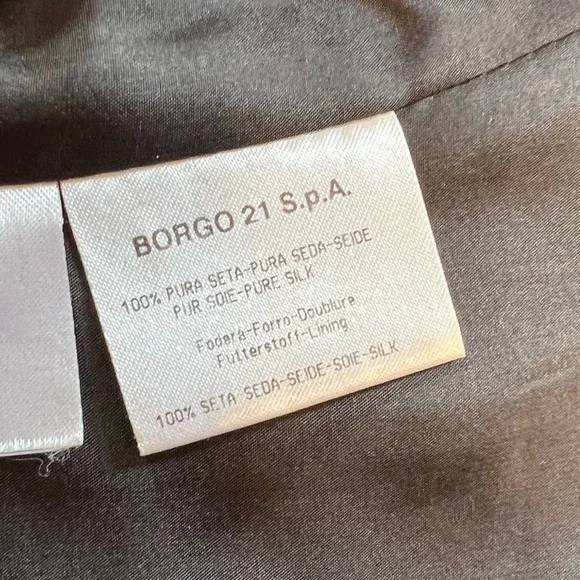 BORGO 21 S.p.A.
100% PURA SETA-PURA SEDA-SEIDE
PUR SOIE-PURE SILK
Fodera-Forro-Doublure
Futterstoff-Lining
100% SETA SEDA-SEIDE-SOIE-SILK